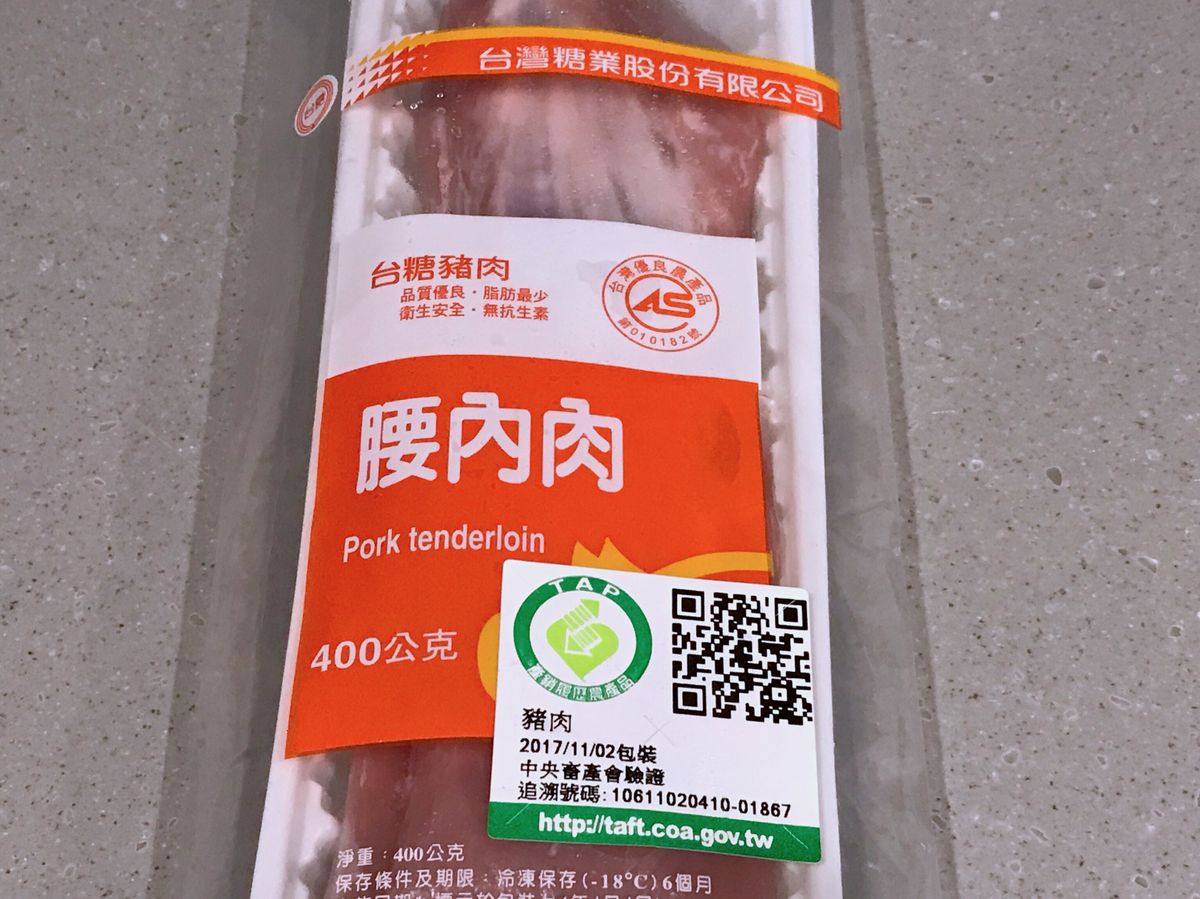 台灣糖業股份有限公司
台糖豬肉
品質優良・脂肪最少
衛生安全・無抗生素
台灣優良農產品
CAS
第010182號
腰內肉
Pork tenderloin
400公克
TAP
產銷履歷農產品
豬肉
2017/11/02包裝
中央畜產會驗證
追溯號碼:10611020410-01867
http://taft.coa.gov.tw
淨重：400公克
保存條件及期限：冷凍保存(-18°C)6個月